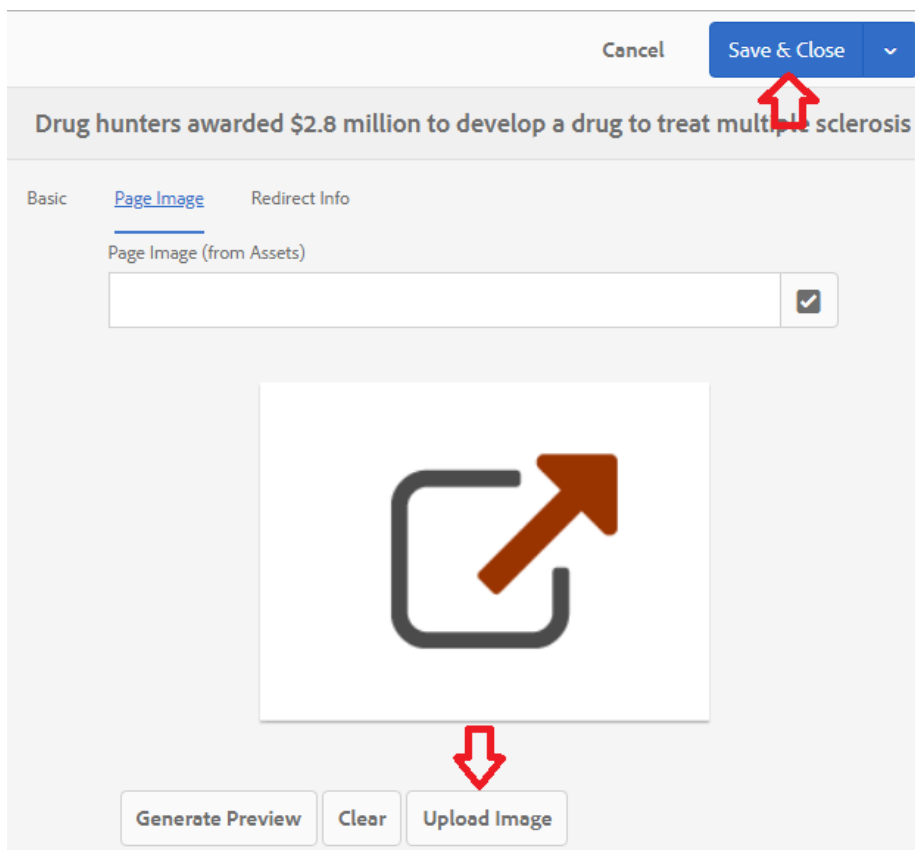 Cancel Save & Close
Drug hunters awarded $2.8 million to develop a drug to treat multiple sclerosis
Basic Page Image Redirect Info
Page Image (from Assets)
Generate Preview Clear Upload Image